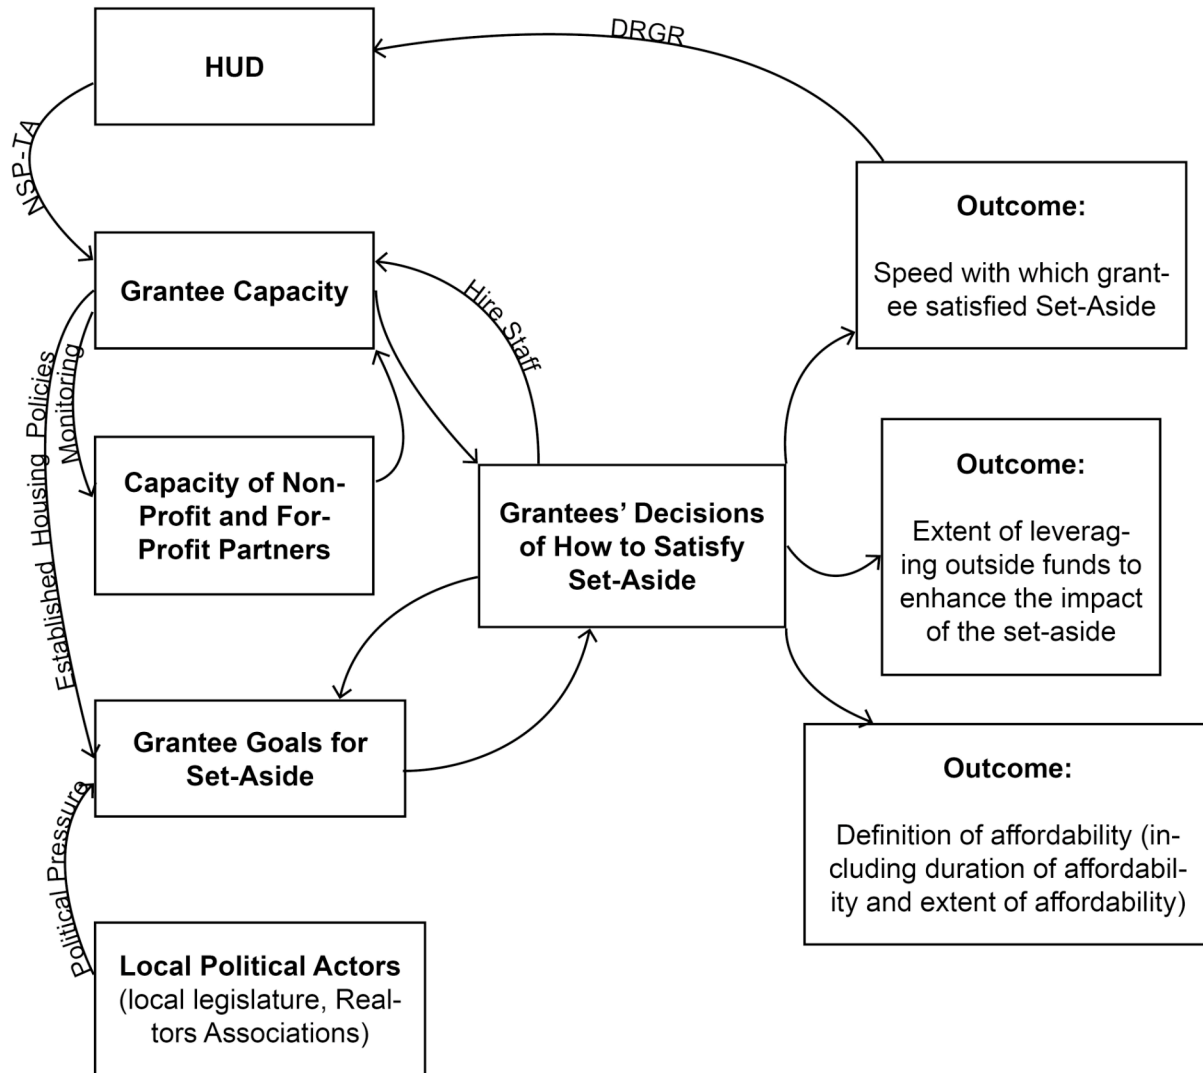 DRGR
HUD
NSP-TA
Outcome:
Speed with which grant-
ee satisfied Set-Aside
Grantee Capacity
Hire Staff
Established Housing Policies
Monitoring
Capacity of Non-
Profit and For-
Profit Partners
Grantees’ Decisions
of How to Satisfy
Set-Aside
Outcome:
Extent of leverag-
ing outside funds to
enhance the impact
of the set-aside
Grantee Goals for
Set-Aside
Outcome:
Definition of affordability (in-
cluding duration of affordabil-
ity and extent of affordability)
Political Pressure
Local Political Actors
(local legislature, Real-
tors Associations)